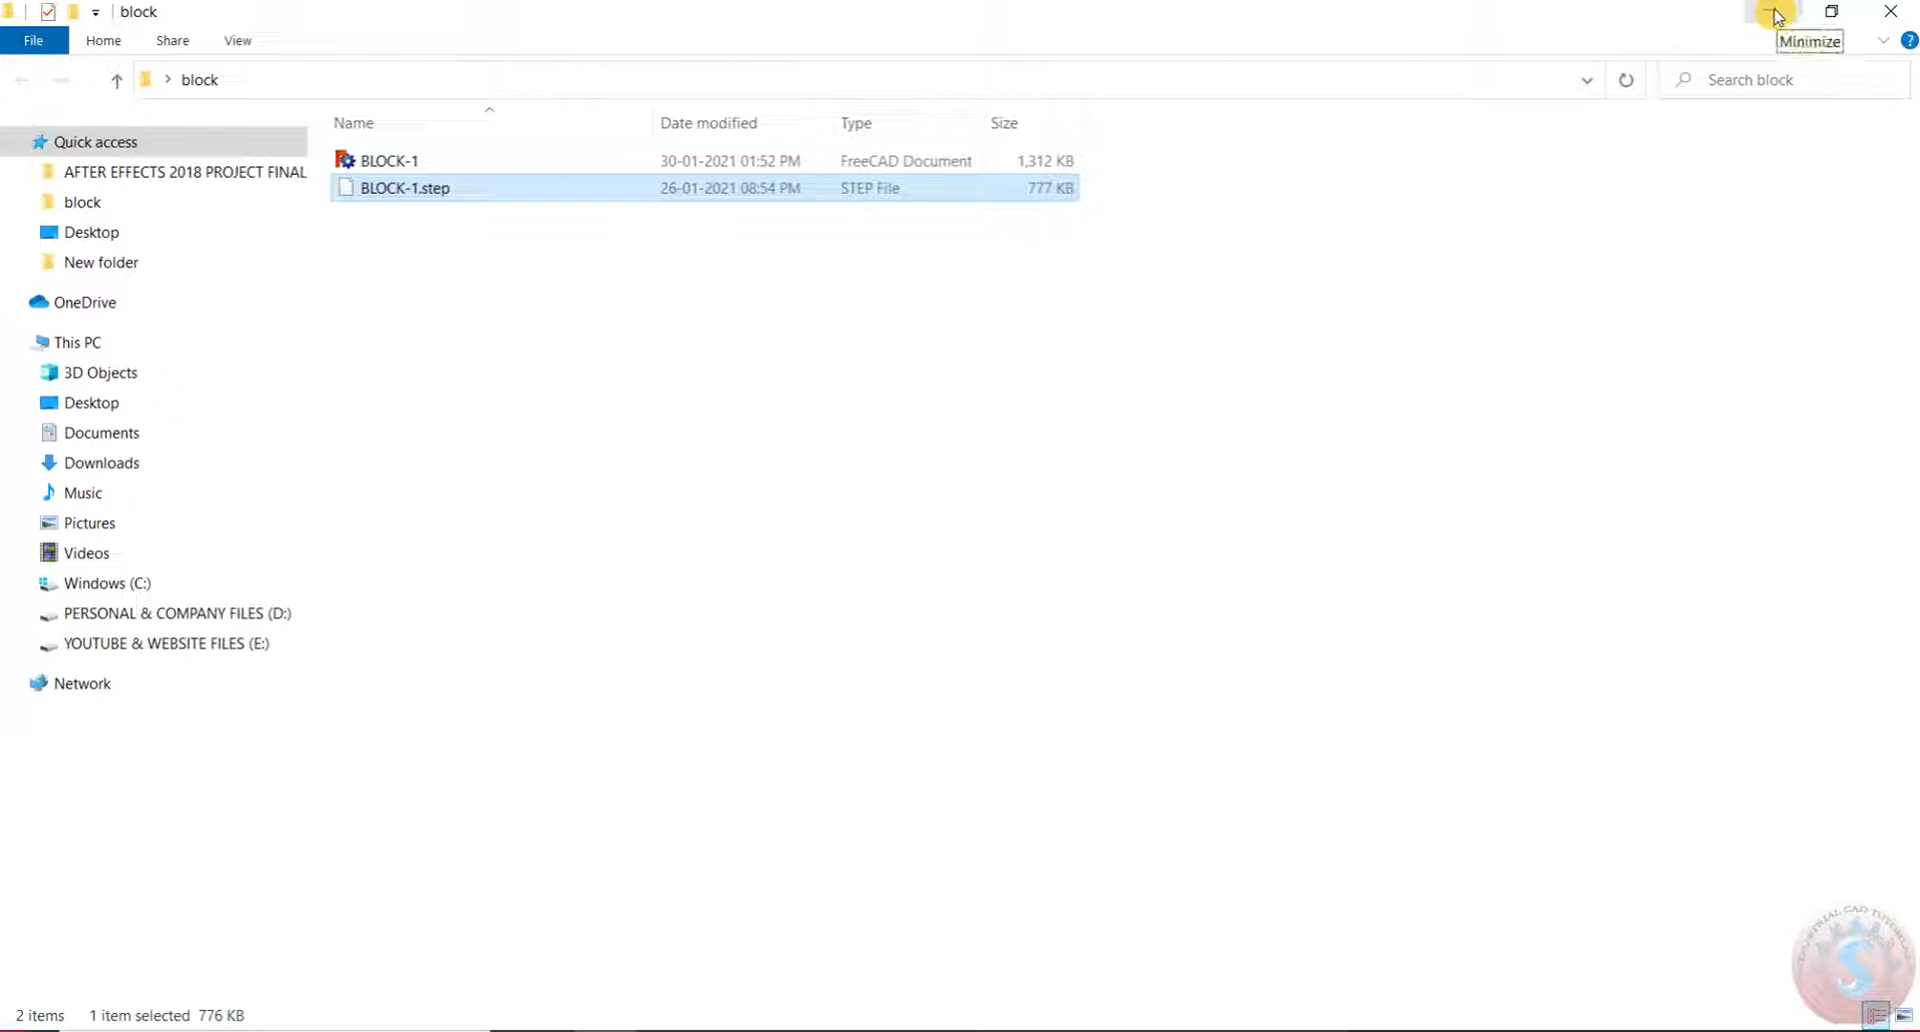 block
File Home Share View
Minimize
block
Search block
Name Date modified Type Size
BLOCK-1 30-01-2021 01:52 PM FreeCAD Document 1,312 KB
BLOCK-1.step 26-01-2021 08:54 PM STEP File 777 KB
Quick access
AFTER EFFECTS 2018 PROJECT FINAL
block
Desktop
New folder
OneDrive
This PC
3D Objects
Desktop
Documents
Downloads
Music
Pictures
Videos
Windows (C:)
PERSONAL & COMPANY FILES (D:)
YOUTUBE & WEBSITE FILES (E:)
Network
2 items 1 item selected 776 KB